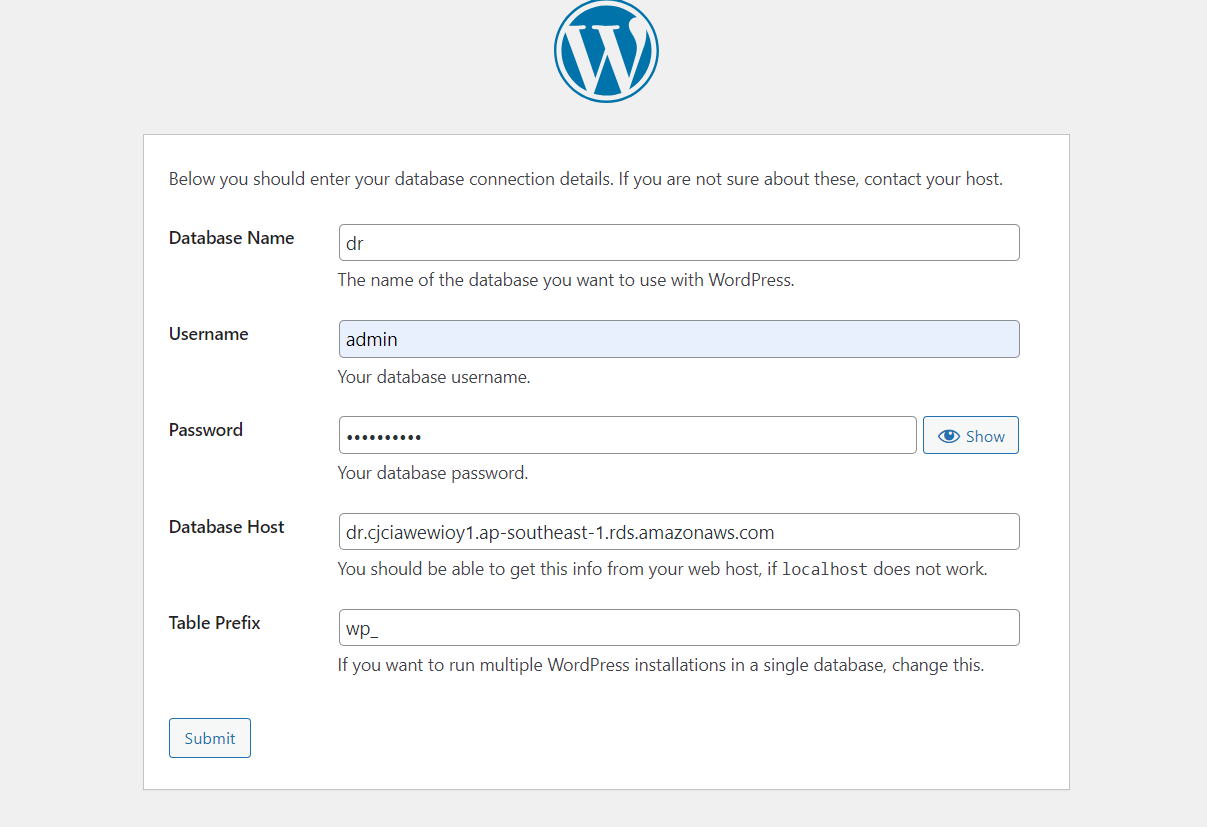 Below you should enter your database connection details. If you are not sure about these, contact your host.
Database Name
dr
The name of the database you want to use with WordPress.
Username
admin
Your database username.
Password
••••••••••
Show
Your database password.
Database Host
dr.cjciawewioy1.ap-southeast-1.rds.amazonaws.com
You should be able to get this info from your web host, if localhost does not work.
Table Prefix
wp_
If you want to run multiple WordPress installations in a single database, change this.
Submit